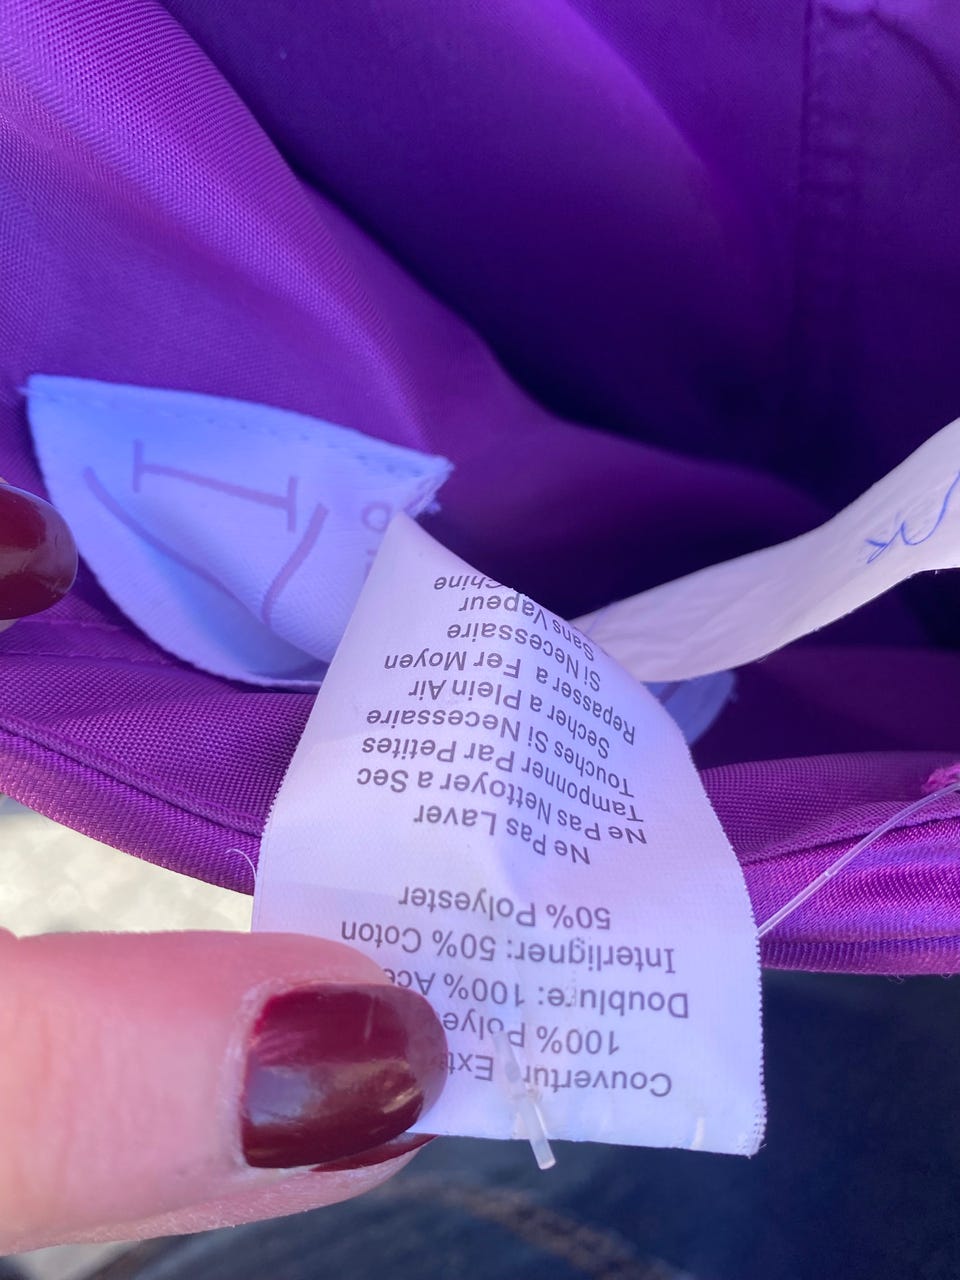 Couverture
100%
Doublure: 100%
Interligner: 50% Coton
50% Polyester
Ne Pas Laver
Ne Pas Nettoyer a Sec
Tamponner Par Petites
Touches Si Necessaire
Secher a Plein Air
Repasser a Fer Moyen
Si Necessaire
Sans Vapeur